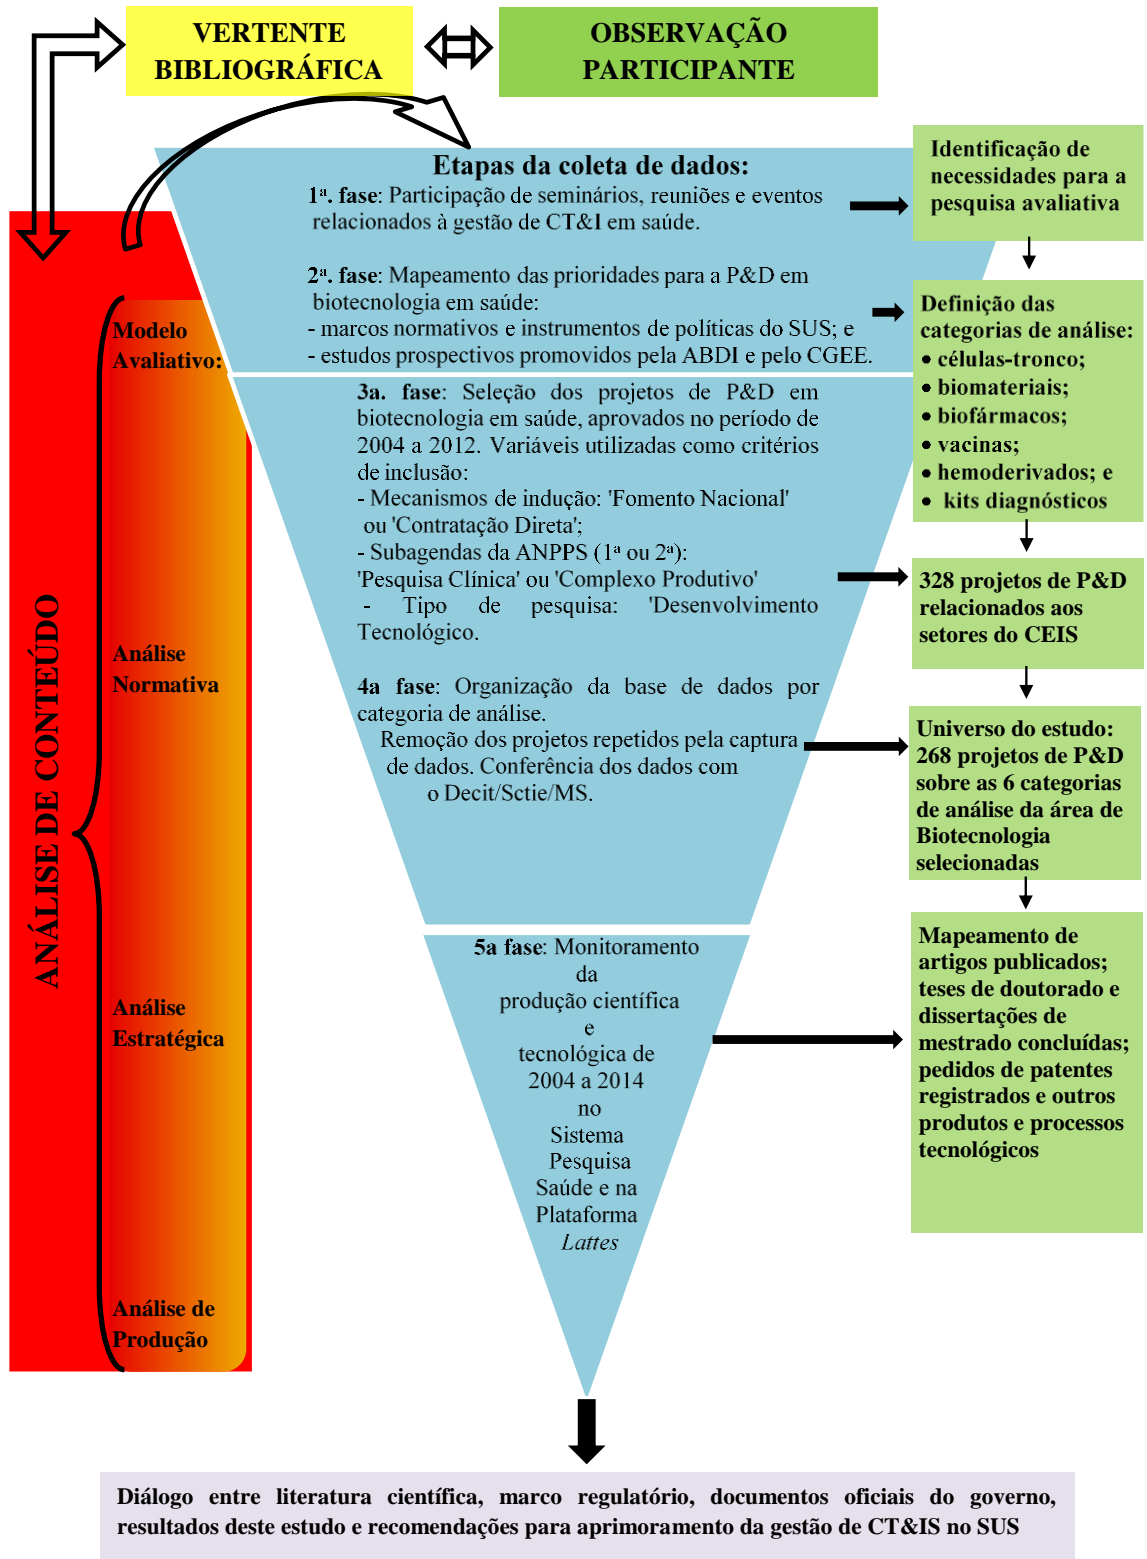 VERTENTE
BIBLIOGRÁFICA
OBSERVAÇÃO
PARTICIPANTE
Etapas da coleta de dados:
1ª. fase: Participação de seminários, reuniões e eventos
relacionados à gestão de CT&I em saúde.
2ª. fase: Mapeamento das prioridades para a P&D em
biotecnologia em saúde:
- marcos normativos e instrumentos de políticas do SUS; e
- estudos prospectivos promovidos pela ABDI e pelo CGEE.
3a. fase: Seleção dos projetos de P&D em
biotecnologia em saúde, aprovados no período de
2004 a 2012. Variáveis utilizadas como critérios
de inclusão:
- Mecanismos de indução: 'Fomento Nacional'
ou 'Contratação Direta';
- Subagendas da ANPPS (1ª ou 2ª):
'Pesquisa Clínica' ou 'Complexo Produtivo'
- Tipo de pesquisa: 'Desenvolvimento
Tecnológico.
4a fase: Organização da base de dados por
categoria de análise.
Remoção dos projetos repetidos pela captura
de dados. Conferência dos dados com
o Decit/Sctie/MS.
5a fase: Monitoramento
da
produção científica
e
tecnológica de
2004 a 2014
no
Sistema
Pesquisa
Saúde e na
Plataforma
Lattes
Identificação de
necessidades para a
pesquisa avaliativa
Definição das
categorias de análise:
• células-tronco;
• biomateriais;
• biofármacos;
• vacinas;
• hemoderivados; e
• kits diagnósticos
328 projetos de P&D
relacionados aos
setores do CEIS
Universo do estudo:
268 projetos de P&D
sobre as 6 categorias
de análise da área de
Biotecnologia
selecionadas
Mapeamento de
artigos publicados;
teses de doutorado e
dissertações de
mestrado concluídas;
pedidos de patentes
registrados e outros
produtos e processos
tecnológicos
ANÁLISE DE CONTEÚDO
Modelo
Avaliativo:
Análise
Normativa
Análise
Estratégica
Análise de
Produção
Diálogo entre literatura científica, marco regulatório, documentos oficiais do governo,
resultados deste estudo e recomendações para aprimoramento da gestão de CT&IS no SUS